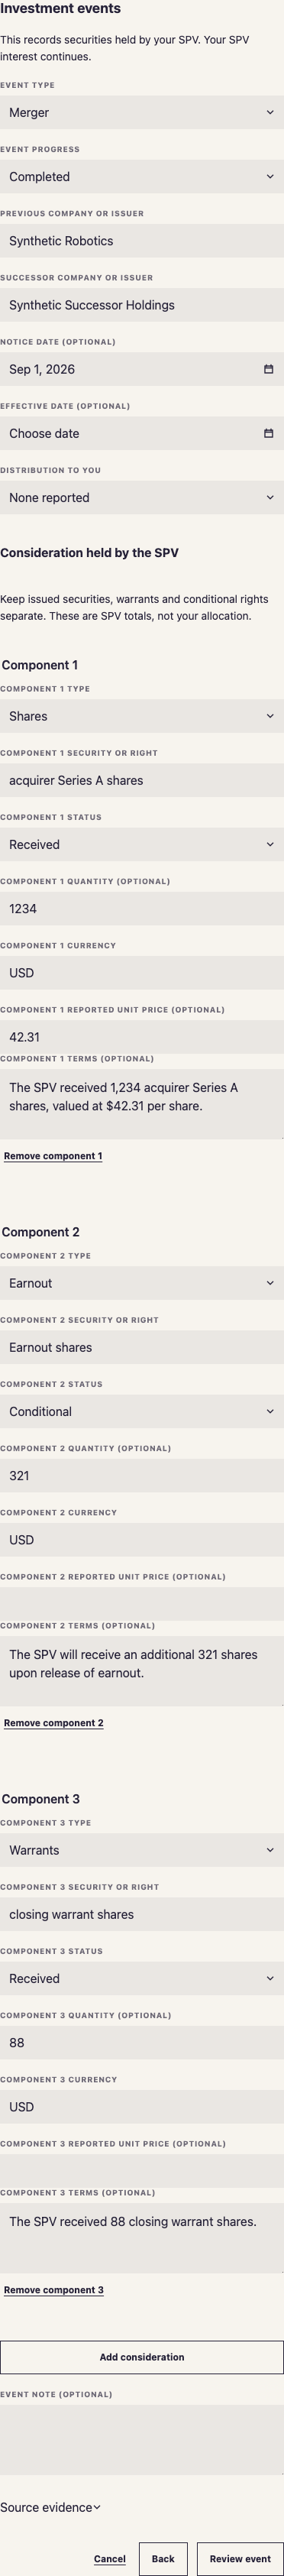 Investment events
This records securities held by your SPV. Your SPV
interest continues.
EVENT TYPE
Merger
EVENT PROGRESS
Completed
PREVIOUS COMPANY OR ISSUER
Synthetic Robotics
SUCCESSOR COMPANY OR ISSUER
Synthetic Successor Holdings
NOTICE DATE (OPTIONAL)
Sep 1, 2026
EFFECTIVE DATE (OPTIONAL)
Choose date
DISTRIBUTION TO YOU
None reported
Consideration held by the SPV
Keep issued securities, warrants and conditional rights
separate. These are SPV totals, not your allocation.
Component 1
COMPONENT 1 TYPE
Shares
COMPONENT 1 SECURITY OR RIGHT
acquirer Series A shares
COMPONENT 1 STATUS
Received
COMPONENT 1 QUANTITY (OPTIONAL)
1234
COMPONENT 1 CURRENCY
USD
COMPONENT 1 REPORTED UNIT PRICE (OPTIONAL)
42.31
COMPONENT 1 TERMS (OPTIONAL)
The SPV received 1,234 acquirer Series A
shares, valued at $42.31 per share.
Remove component 1
Component 2
COMPONENT 2 TYPE
Earnout
COMPONENT 2 SECURITY OR RIGHT
Earnout shares
COMPONENT 2 STATUS
Conditional
COMPONENT 2 QUANTITY (OPTIONAL)
321
COMPONENT 2 CURRENCY
USD
COMPONENT 2 REPORTED UNIT PRICE (OPTIONAL)
COMPONENT 2 TERMS (OPTIONAL)
The SPV will receive an additional 321 shares
upon release of earnout.
Remove component 2
Component 3
COMPONENT 3 TYPE
Warrants
COMPONENT 3 SECURITY OR RIGHT
closing warrant shares
COMPONENT 3 STATUS
Received
COMPONENT 3 QUANTITY (OPTIONAL)
88
COMPONENT 3 CURRENCY
USD
COMPONENT 3 REPORTED UNIT PRICE (OPTIONAL)
COMPONENT 3 TERMS (OPTIONAL)
The SPV received 88 closing warrant shares.
Remove component 3
Add consideration
EVENT NOTE (OPTIONAL)
Source evidence
Cancel Back Review event